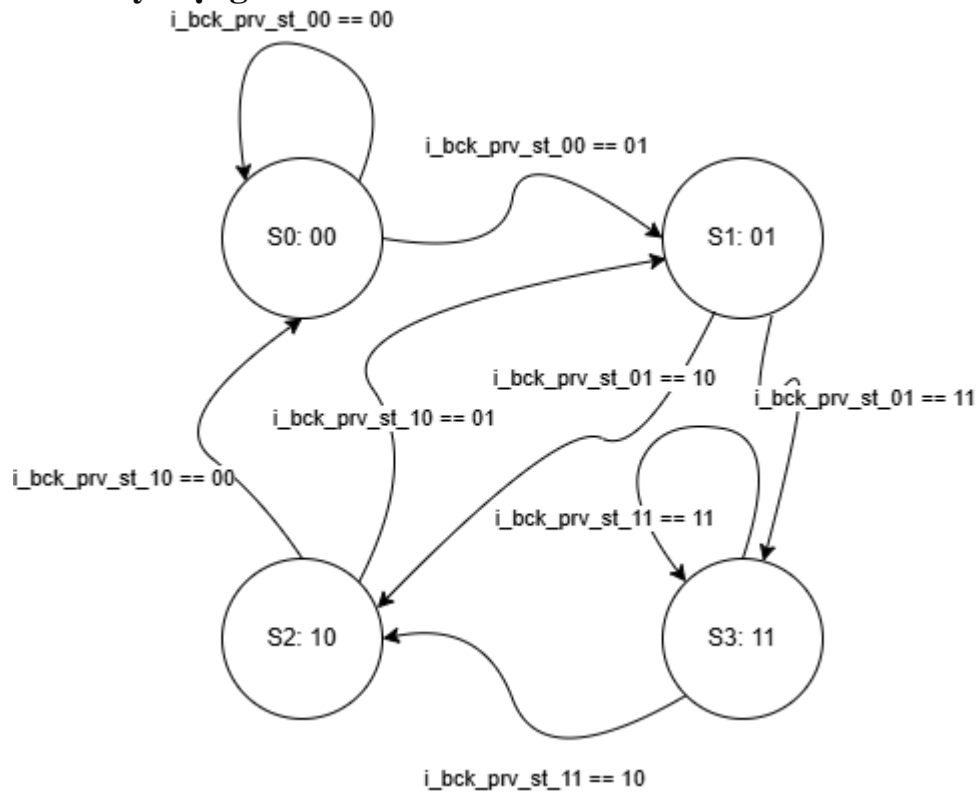 i_bck_prv_st_00 == 00
i_bck_prv_st_00 == 01
S0: 00
S1: 01
i_bck_prv_st_01 == 10
i_bck_prv_st_01 == 11
i_bck_prv_st_10 == 01
i_bck_prv_st_10 == 00
i_bck_prv_st_11 == 11
S2: 10
S3: 11
i_bck_prv_st_11 == 10